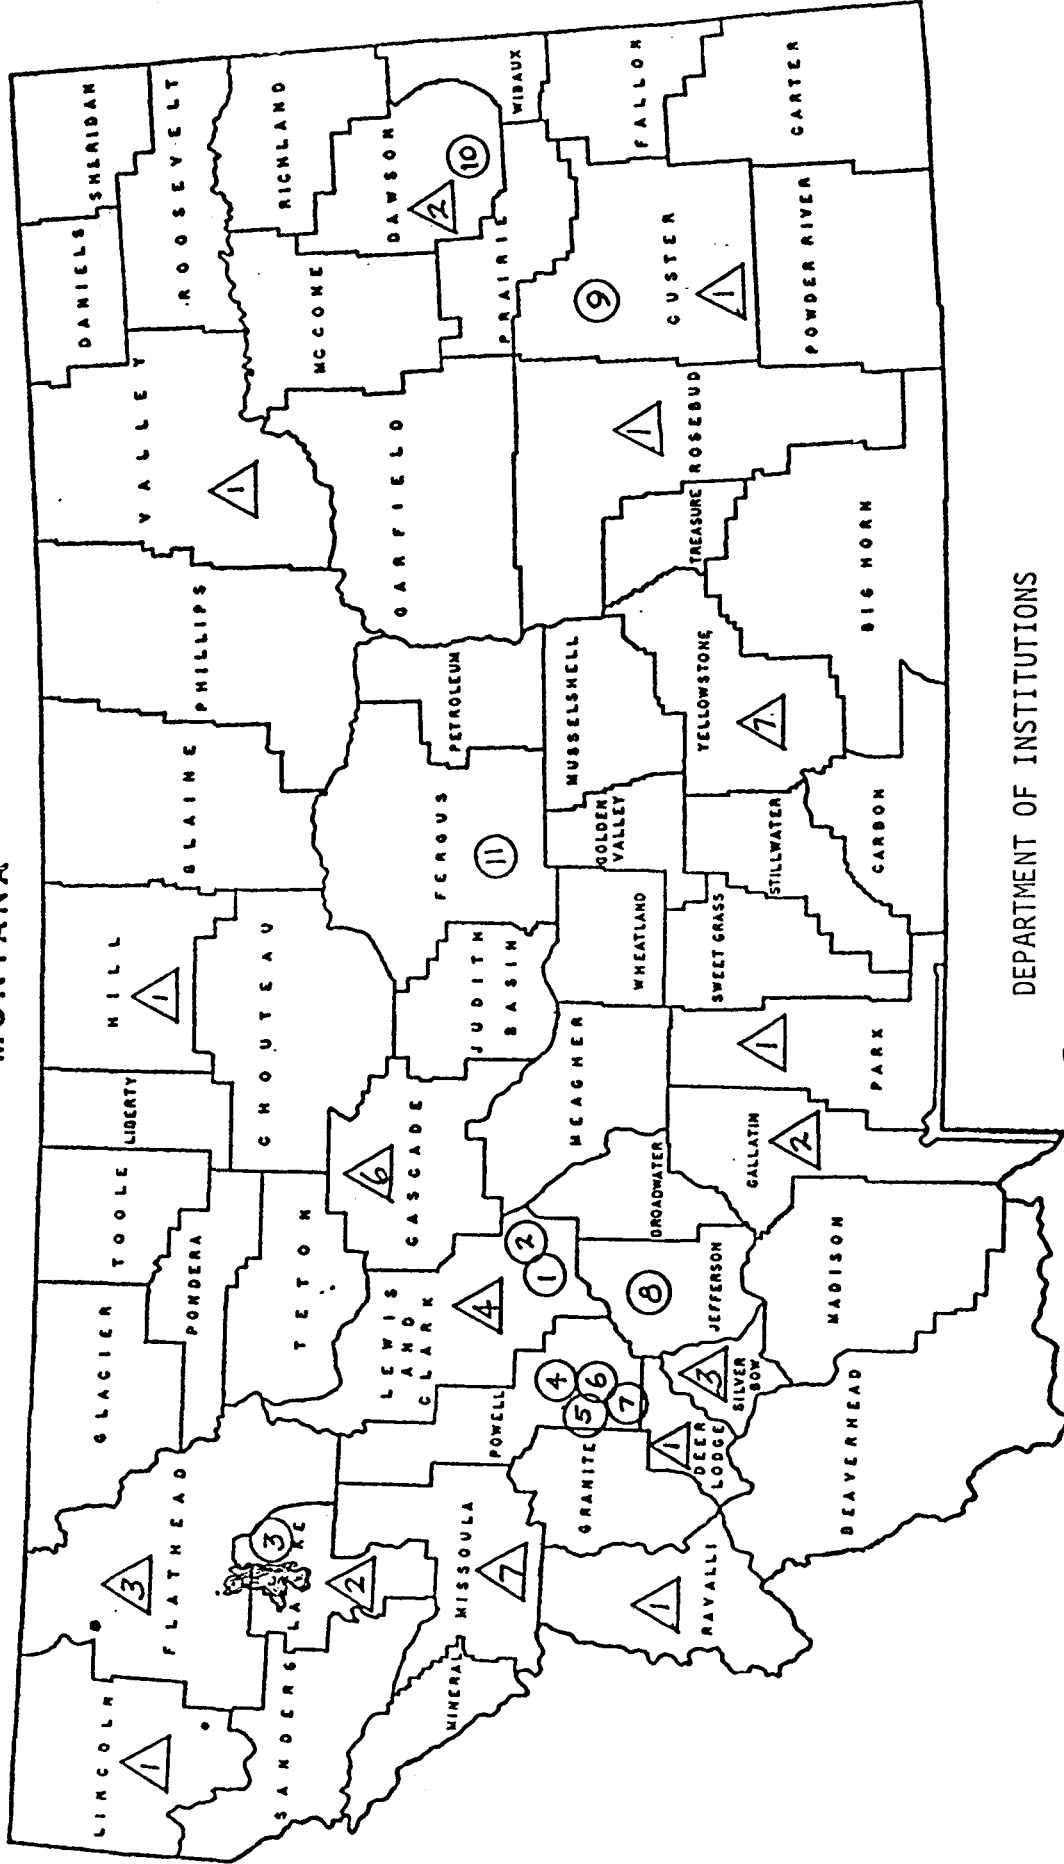 LINCOLN
1
FLATHEAD
3
GLACIER
TOOLE
LIBERTY
HILL
1
BLAINE
PHILLIPS
VALLEY
1
DANIELS
SHERIDAN
ROOSEVELT
SANDERS
LAKE
3
2
PONDERA
TETON
CHOUTEAU
MCCONE
RICHLAND
MINERAL
MISSOULA
7
POWELL
LEWIS
AND
CLARK
4
CASCADE
6
JUDITH
BASIN
FERGUS
11
PETROLEUM
GARFIELD
DAWSON
2
10
PRAIRIE
WIBAUX
RAVALLI
1
GRANITE
4
5
6
7
1
2
DEER
LODGE
1
SILVER
BOW
3
JEFFERSON
8
BROADWATER
MEAGHER
WHEATLAND
GOLDEN
VALLEY
MUSSELSHELL
TREASURE
ROSEBUD
1
CUSTER
9
1
FALLON
BEAVERHEAD
MADISON
GALLATIN
2
PARK
1
SWEET GRASS
STILLWATER
CARBON
YELLOWSTONE
7
BIG HORN
POWDER RIVER
CARTER
DEPARTMENT OF INSTITUTIONS